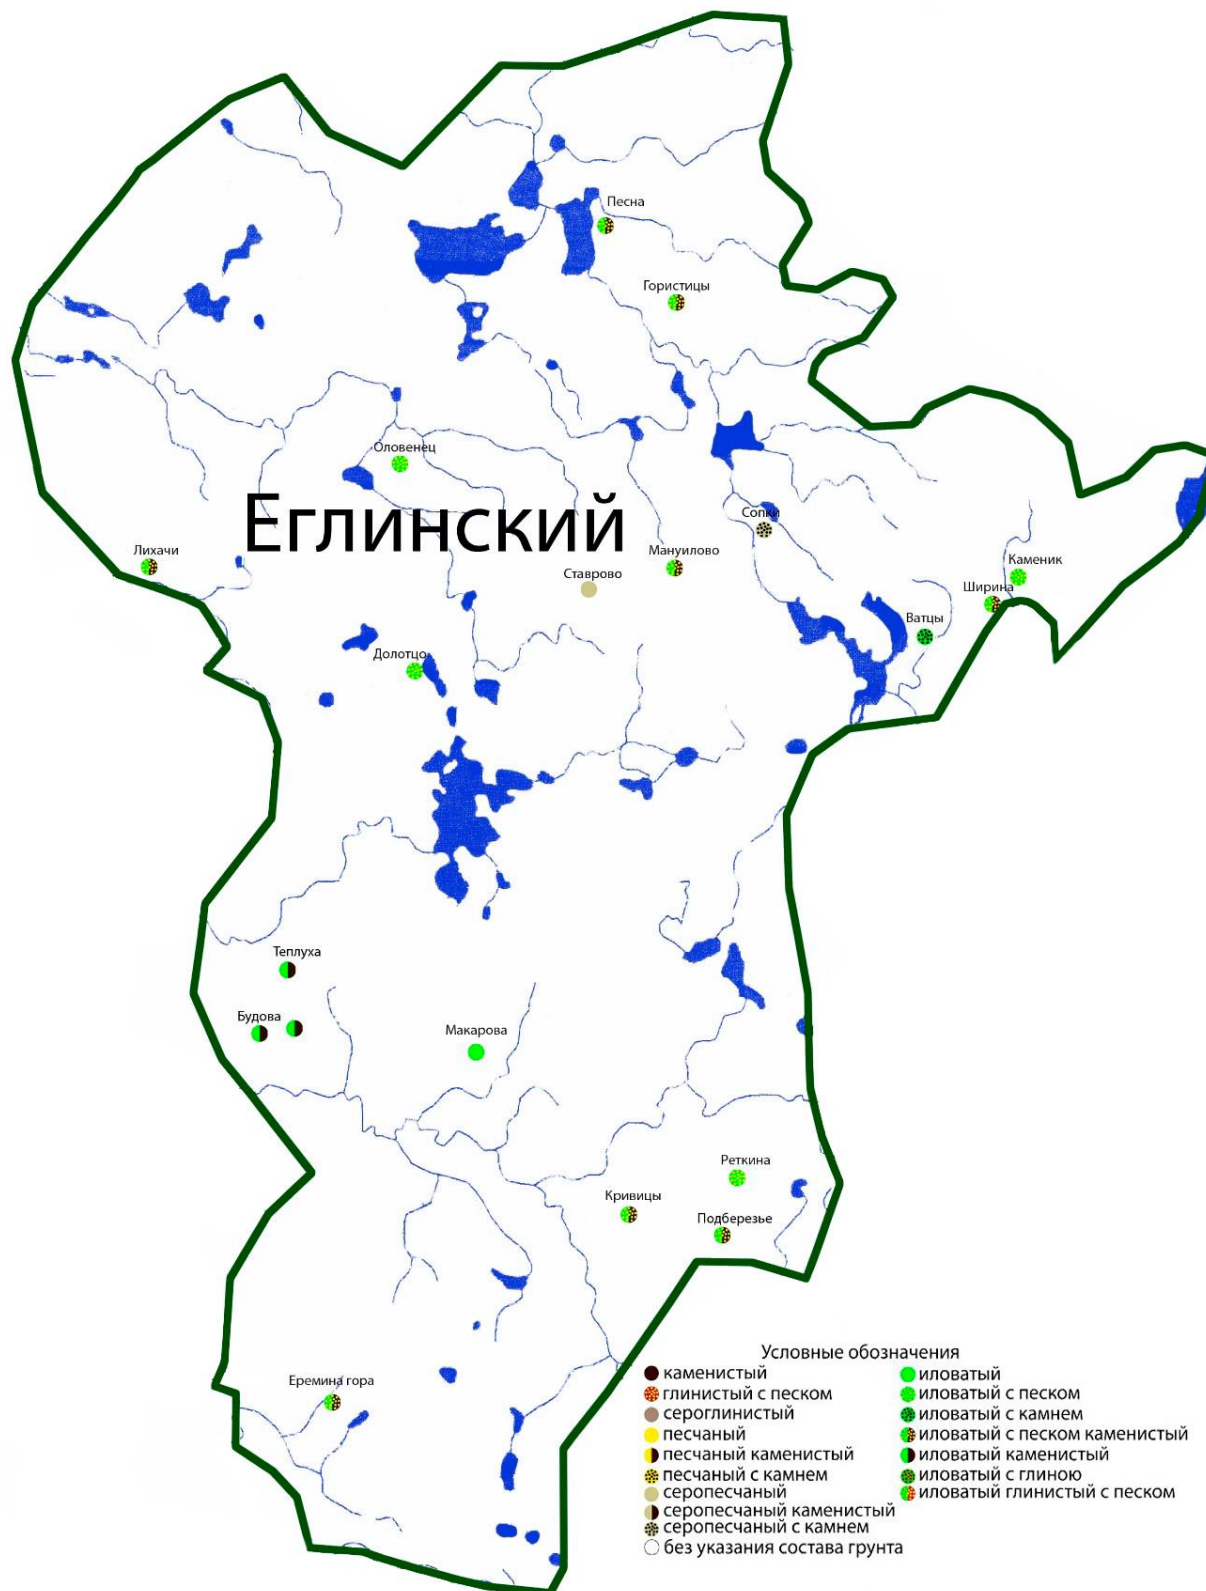 Песна
Гористицы
Оловенец
Еглинский
Сопки
Лихачи
Мануилово
Каменик
Ставрово
Ширина
Ватцы
Долотцо
Теплуха
Будова
Макарова
Реткина
Кривицы
Подберезье
Еремина гора
Условные обозначения
каменистый
глинистый с песком
сероглинистый
песчаный
песчаный каменистый
песчаный с камнем
серопесчаный
серопесчаный каменистый
серопесчаный с камнем
без указания состава грунта
иловатый
иловатый с песком
иловатый с камнем
иловатый с песком каменистый
иловатый каменистый
иловатый с глиною
иловатый глинистый с песком